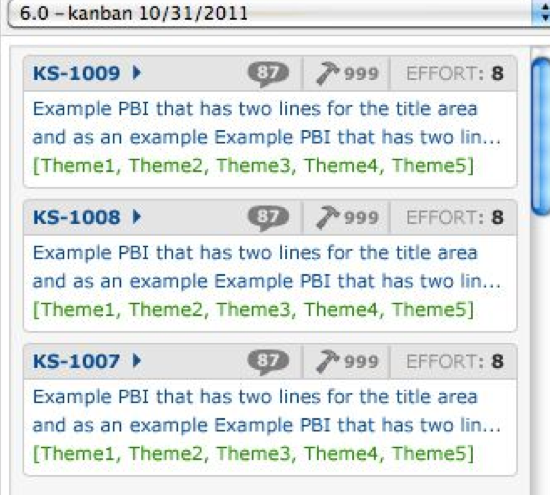 6.0 – kanban 10/31/2011
KS-1009 87 999 EFFORT: 8
Example PBI that has two lines for the title area
and as an example Example PBI that has two lin...
[Theme1, Theme2, Theme3, Theme4, Theme5]
KS-1008 87 999 EFFORT: 8
Example PBI that has two lines for the title area
and as an example Example PBI that has two lin...
[Theme1, Theme2, Theme3, Theme4, Theme5]
KS-1007 87 999 EFFORT: 8
Example PBI that has two lines for the title area
and as an example Example PBI that has two lin...
[Theme1, Theme2, Theme3, Theme4, Theme5]